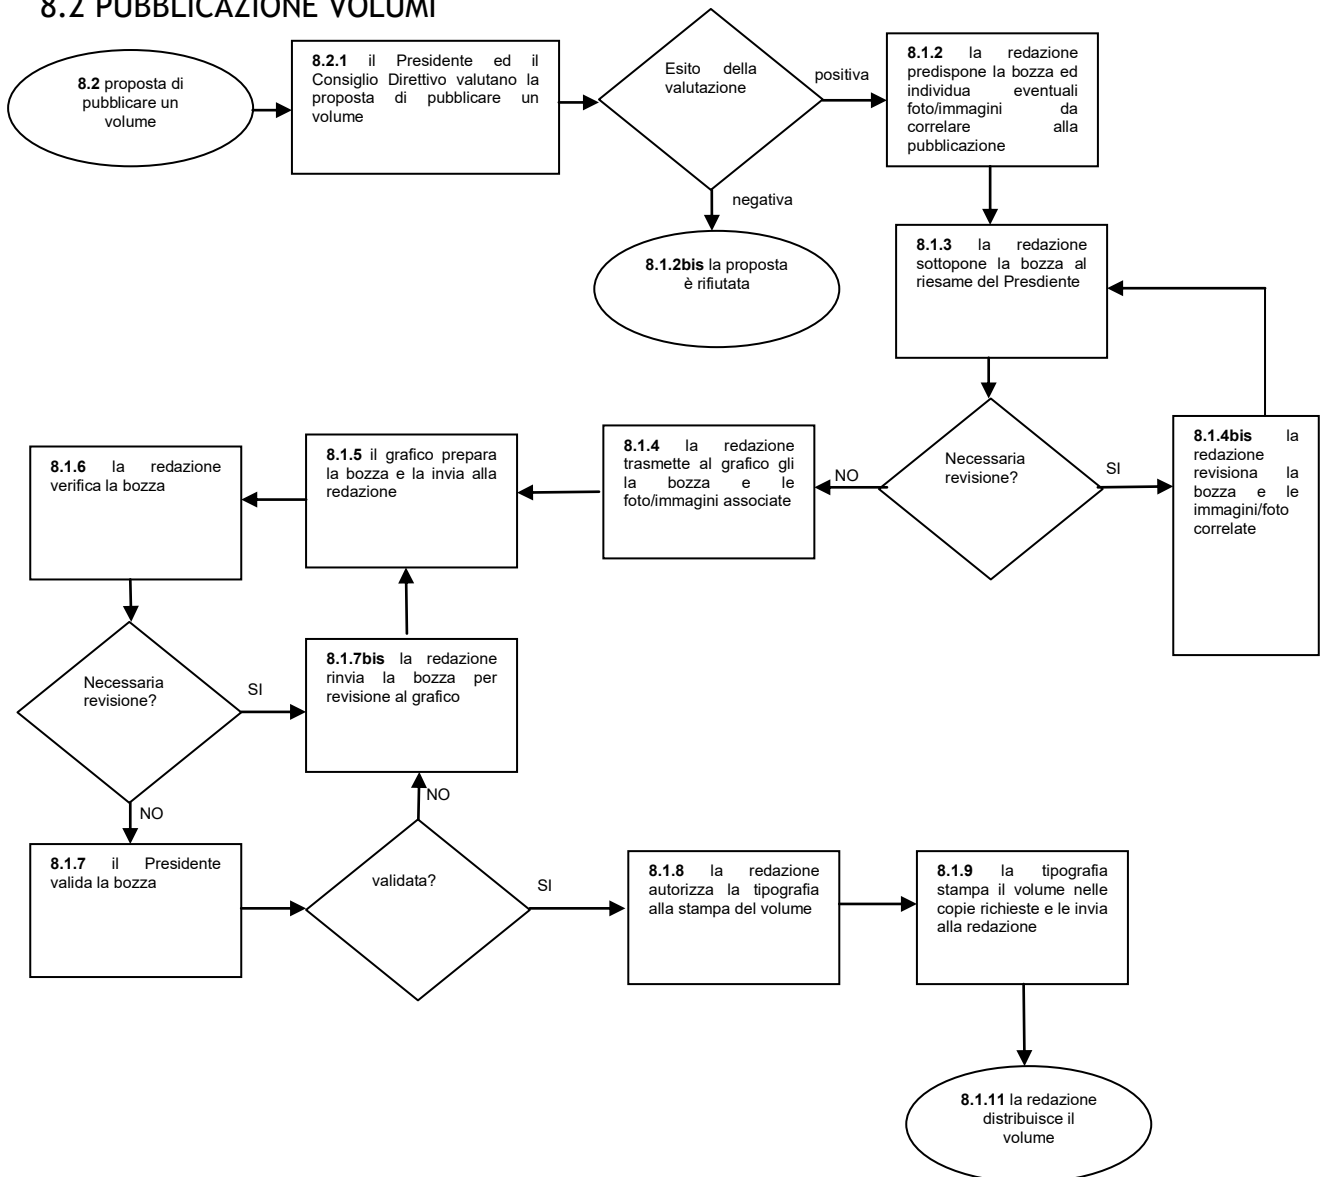 8.2 PUBBLICAZIONE VOLUMI
8.2 proposta di
pubblicare un
volume
8.2.1 il Presidente ed il
Consiglio Direttivo valutano la
proposta di pubblicare un
volume
Esito della
valutazione
positiva
negativa
8.1.2 la redazione
predispone la bozza ed
individua eventuali
foto/immagini da
correlare alla
pubblicazione
8.1.2bis la proposta
è rifiutata
8.1.3 la redazione
sottopone la bozza al
riesame del Presdiente
Necessaria
revisione?
SI
NO
8.1.4bis la
redazione
revisiona la
bozza e le
immagini/foto
correlate
8.1.4 la redazione
trasmette al grafico gli
la bozza e le
foto/immagini associate
8.1.5 il grafico prepara
la bozza e la invia alla
redazione
8.1.6 la redazione
verifica la bozza
Necessaria
revisione?
SI
NO
8.1.7bis la redazione
rinvia la bozza per
revisione al grafico
NO
8.1.7 il Presidente
valida la bozza
validata?
SI
8.1.8 la redazione
autorizza la tipografia
alla stampa del volume
8.1.9 la tipografia
stampa il volume nelle
copie richieste e le invia
alla redazione
8.1.11 la redazione
distribuisce il
volume